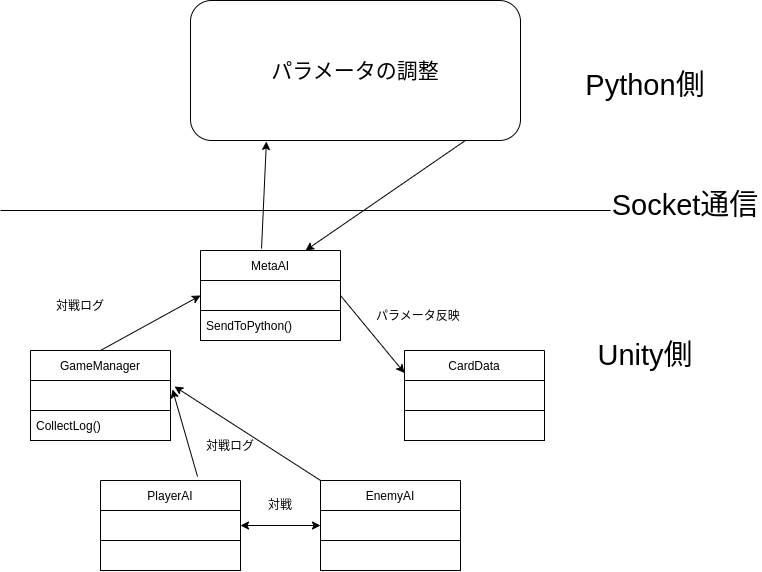 パラメータの調整
Python側
Socket通信
MetaAI
SendToPython()
対戦ログ
パラメータ反映
Unity側
GameManager
CollectLog()
CardData
対戦ログ
PlayerAI
対戦
EnemyAI